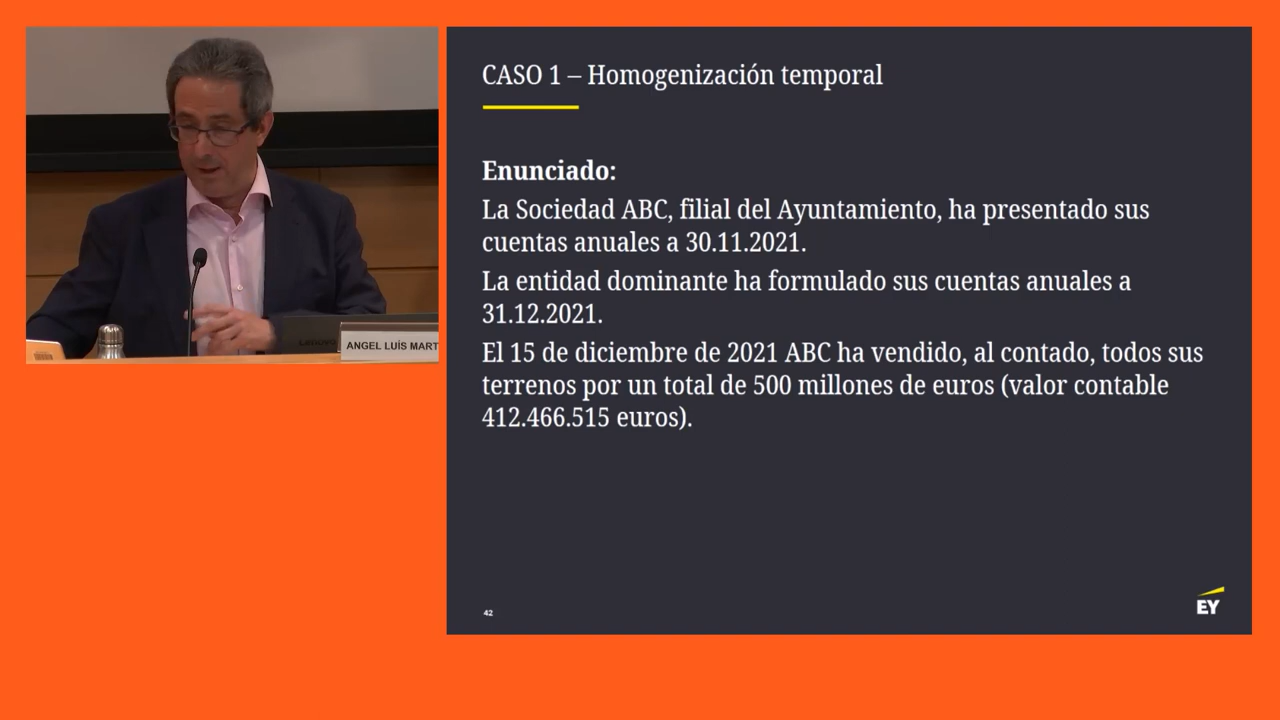 CASO 1 – Homogenización temporal
Enunciado:
La Sociedad ABC, filial del Ayuntamiento, ha presentado sus
cuentas anuales a 30.11.2021.
La entidad dominante ha formulado sus cuentas anuales a
31.12.2021.
El 15 de diciembre de 2021 ABC ha vendido, al contado, todos sus
terrenos por un total de 500 millones de euros (valor contable
412.466.515 euros).
ANGEL LUÍS MART
42
EY